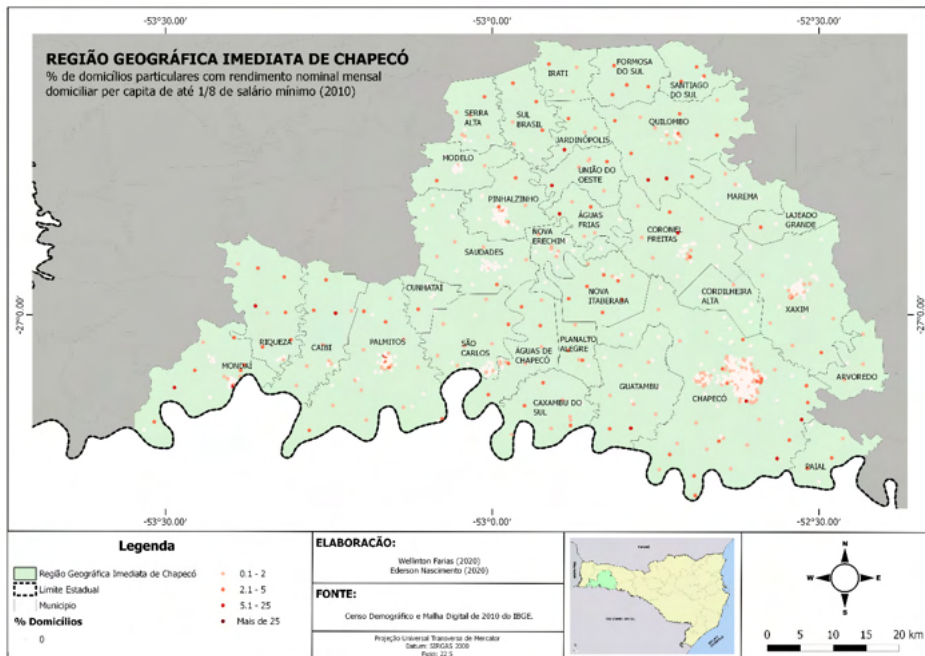 -53°30.00'
-53°0.00'
-52°30.00'
REGIÃO GEOGRÁFICA IMEDIATA DE CHAPECÓ
% de domicílios particulares com rendimento nominal mensal
domiciliar per capita de até 1/8 de salário mínimo (2010)
IRATI
FORMOSA
DO SUL
SANTIAGO
DO SUL
SERRA
ALTA
SUL
BRASIL
QUILOMBO
JARDINÓPOLIS
MODELO
UNIÃO DO
OESTE
PINHALZINHO
MAREMA
ÁGUAS
FRIAS
LAJEADO
GRANDE
NOVA
ERECHIM
CORONEL
FREITAS
SAUDADES
CUNHATAÍ
NOVA
ITABERABA
CORDILHEIRA
ALTA
XAXIM
-27°0.00'
-27°0.00'
RIQUEZA
CAIBI
PALMITOS
SÃO
CARLOS
ÁGUAS DE
CHAPECÓ
PLANALTO
ALEGRE
MONDAÍ
GUATAMBU
CHAPECÓ
ARVOREDO
CAXAMBU DO
SUL
PAIAL
-53°30.00'
-53°0.00'
-52°30.00'
Legenda
Região Geográfica Imediata de Chapecó
Limite Estadual
Município
% Domicílios
0
0.1 - 2
2.1 - 5
5.1 - 25
Mais de 25
ELABORAÇÃO:
Wellinton Farias (2020)
Ederson Nascimento (2020)
FONTE:
Censo Demográfico e Malha Digital de 2010 do IBGE.
Projeção Universal Transversa de Mercator
Datum: SIRGAS 2000
Fuso: 22 S
N
W
E
S
0 5 10 15 20 km